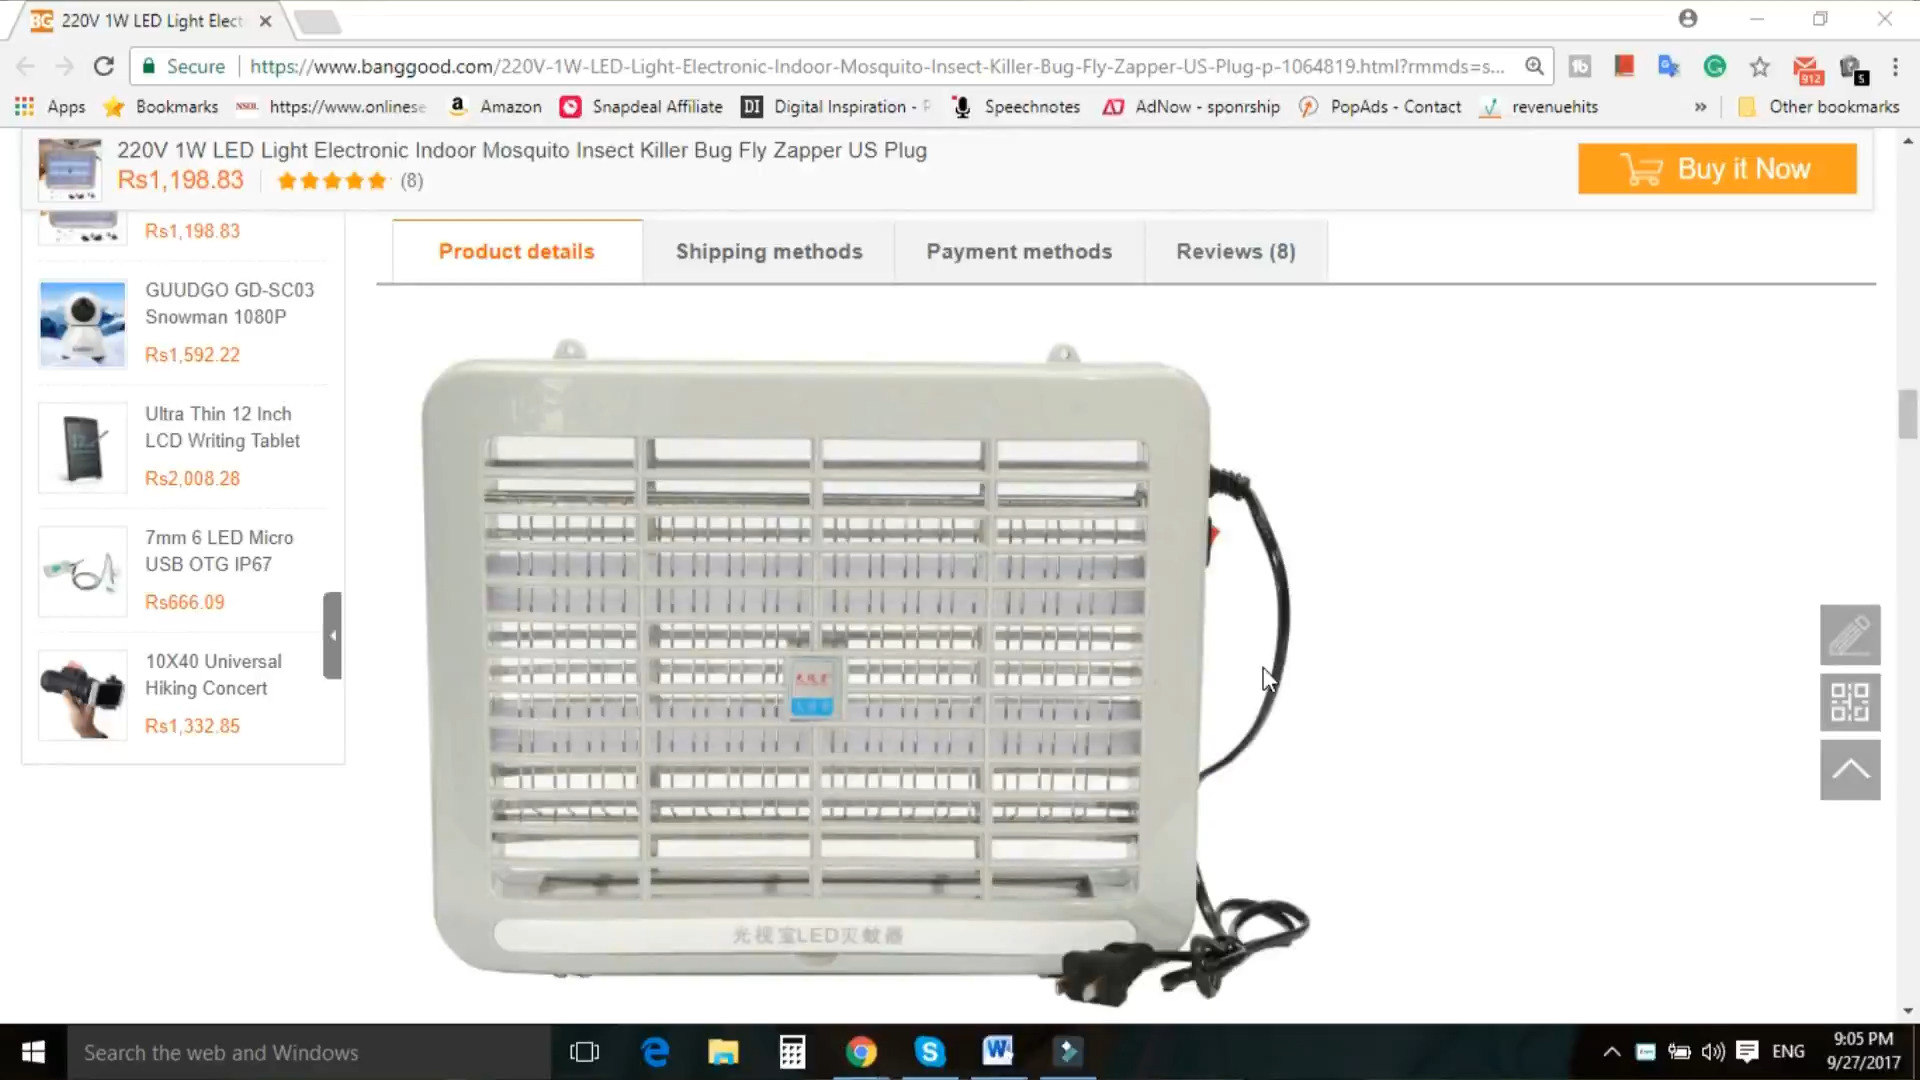 BG 220V 1W LED Light Elect
Secure https://www.banggood.com/220V-1W-LED-Light-Electronic-Indoor-Mosquito-Insect-Killer-Bug-Fly-Zapper-US-Plug-p-1064819.html?rmmds=s...
912
5
Apps Bookmarks NSDL https://www.onlinese Amazon Snapdeal Affiliate DI Digital Inspiration - P Speechnotes AdNow - sponrship PopAds - Contact revenuehits » Other bookmarks
220V 1W LED Light Electronic Indoor Mosquito Insect Killer Bug Fly Zapper US Plug
Rs1,198.83 (8)
Buy it Now
Rs1,198.83
GUUDGO GD-SC03
Snowman 1080P
Rs1,592.22
Ultra Thin 12 Inch
LCD Writing Tablet
Rs2,008.28
7mm 6 LED Micro
USB OTG IP67
Rs666.09
10X40 Universal
Hiking Concert
Rs1,332.85
Product details Shipping methods Payment methods Reviews (8)
光视宝LED灭蚊器
Search the web and Windows
ENG
9:05 PM
9/27/2017